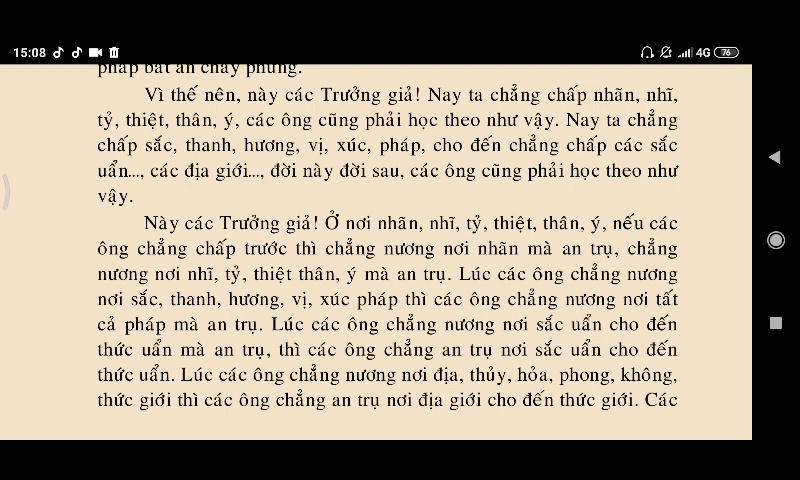 15:08
4G 76
pháp bất an cháy phừng.
Vì thế nên, này các Trưởng giả! Nay ta chẳng chấp nhãn, nhĩ,
tỷ, thiệt, thân, ý, các ông cũng phải học theo như vậy. Nay ta chẳng
chấp sắc, thanh, hương, vị, xúc, pháp, cho đến chẳng chấp các sắc
uẩn..., các địa giới..., đời này đời sau, các ông cũng phải học theo như
vậy.
Này các Trưởng giả! Ở nơi nhãn, nhĩ, tỷ, thiệt, thân, ý, nếu các
ông chẳng chấp trước thì chẳng nương nơi nhãn mà an trụ, chẳng
nương nơi nhĩ, tỷ, thiệt thân, ý mà an trụ. Lúc các ông chẳng nương
nơi sắc, thanh, hương, vị, xúc pháp thì các ông chẳng nương nơi tất
cả pháp mà an trụ. Lúc các ông chẳng nương nơi sắc uẩn cho đến
thức uẩn mà an trụ, thì các ông chẳng an trụ nơi sắc uẩn cho đến
thức uẩn. Lúc các ông chẳng nương nơi địa, thủy, hỏa, phong, không,
thức giới thì các ông chẳng an trụ nơi địa giới cho đến thức giới. Các